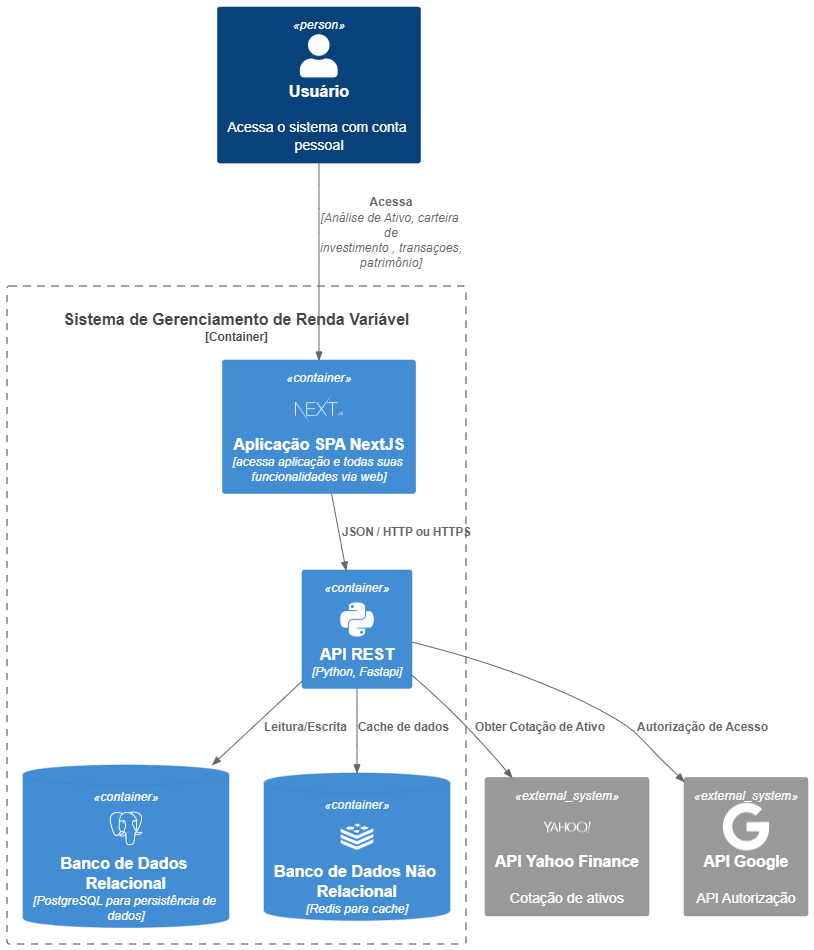 «person»
Usuário
Acessa o sistema com conta
pessoal
Acessa
[Análise de Ativo, carteira
de
investimento , transaçoes,
patrimônio]
Sistema de Gerenciamento de Renda Variável
[Container]
«container»
NEXT.JS
Aplicação SPA NextJS
[acessa aplicação e todas suas
funcionalidades via web]
JSON / HTTP ou HTTPS
«container»
API REST
[Python, Fastapi]
Leitura/Escrita
Cache de dados
Obter Cotação de Ativo
Autorização de Acesso
«container»
Banco de Dados
Relacional
[PostgreSQL para persistência de
dados]
«container»
Banco de Dados Não
Relacional
[Redis para cache]
«external_system»
YAHOO!
API Yahoo Finance
Cotação de ativos
«external_system»
G
API Google
API Autorização